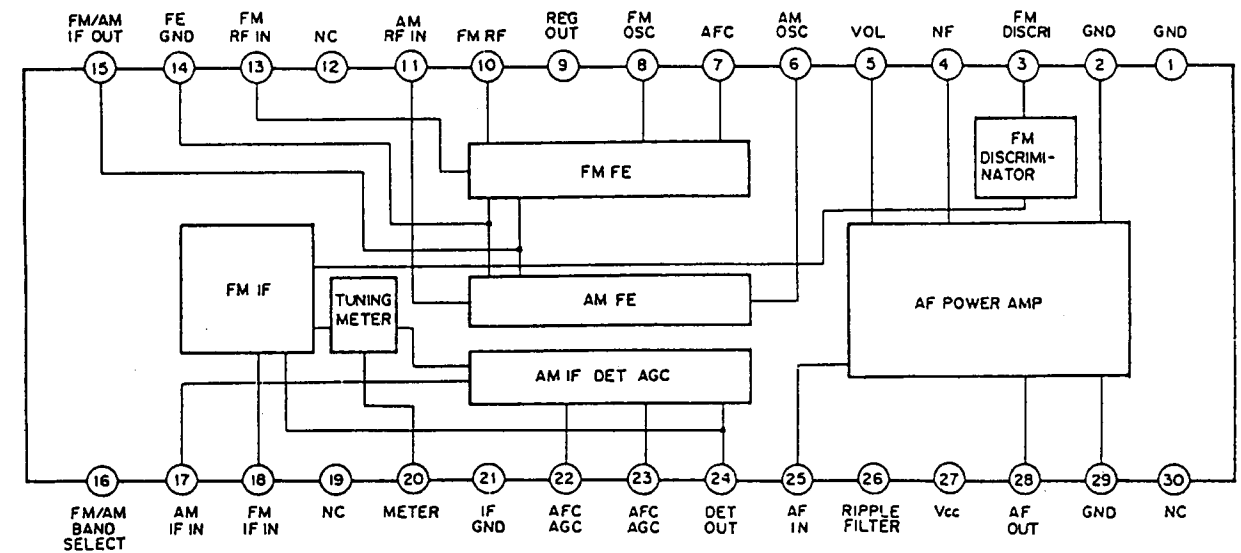 FM/AM
IF OUT
FE
GND
FM
RF IN
NC
AM
RF IN
FM RF
REG
OUT
FM
OSC
AFC
AM
OSC
VOL
NF
FM
DISCRI
GND
GND
15
14
13
12
11
10
9
8
7
6
5
4
3
2
1
FM FE
FM
DISCRIMI-
NATOR
FM IF
TUNING
METER
AM FE
AF POWER AMP
AM IF DET AGC
16
17
18
19
20
21
22
23
24
25
26
27
28
29
30
FM/AM
BAND
SELECT
AM
IF IN
FM
IF IN
NC
METER
IF
GND
AFC
AGC
AFC
AGC
DET
OUT
AF
IN
RIPPLE
FILTER
Vcc
AF
OUT
GND
NC